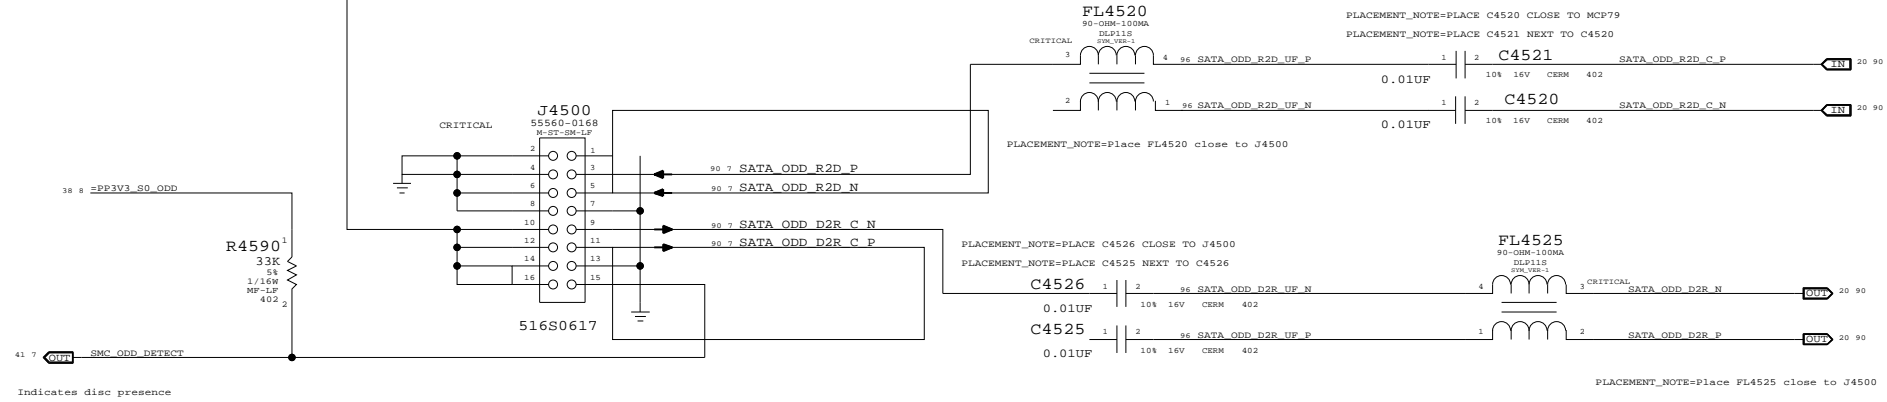 FL4520
90-OHM-100MA
DLP11S
SYM_VER-1
CRITICAL
3
4
96 SATA_ODD_R2D_UF_P
2
1
96 SATA_ODD_R2D_UF_N
PLACEMENT_NOTE=PLACE C4520 CLOSE TO MCP79
PLACEMENT_NOTE=PLACE C4521 NEXT TO C4520
1 2 C4521
SATA_ODD_R2D_C_P
IN 20 90
0.01UF
10% 16V CERM 402
1 2 C4520
SATA_ODD_R2D_C_N
IN 20 90
0.01UF
10% 16V CERM 402
PLACEMENT_NOTE=Place FL4520 close to J4500
J4500
55560-0168
M-ST-SM-LF
CRITICAL
2 1
4 3
6 5
8 7
10 9
12 11
14 13
16 15
516S0617
90 7 SATA_ODD_R2D_P
90 7 SATA_ODD_R2D_N
90 7 SATA_ODD_D2R_C_N
90 7 SATA_ODD_D2R_C_P
38 8 =PP3V3_S0_ODD
R4590
1
33K
5%
1/16W
MF-LF
402
2
PLACEMENT_NOTE=PLACE C4526 CLOSE TO J4500
PLACEMENT_NOTE=PLACE C4525 NEXT TO C4526
C4526 1 2
96 SATA_ODD_D2R_UF_N
0.01UF
10% 16V CERM 402
C4525 1 2
96 SATA_ODD_D2R_UF_P
0.01UF
10% 16V CERM 402
FL4525
90-OHM-100MA
DLP11S
SYM_VER-1
4
3
CRITICAL
SATA_ODD_D2R_N
OUT 20 90
1
2
SATA_ODD_D2R_P
OUT 20 90
PLACEMENT_NOTE=Place FL4525 close to J4500
41 7 OUT SMC_ODD_DETECT
Indicates disc presence